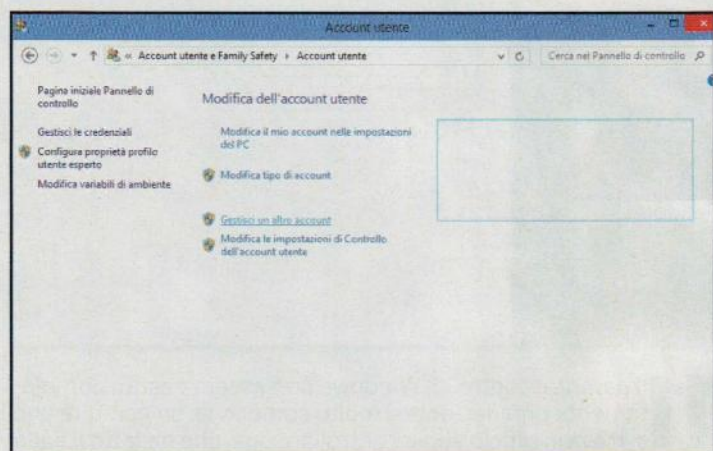 Account utente
« Account utente e Family Safety › Account utente
Cerca nel Pannello di controllo
Pagina iniziale Pannello di
controllo
Gestisci le credenziali
Configura proprietà profilo
utente esperto
Modifica variabili di ambiente
Modifica dell'account utente
Modifica il mio account nelle impostazioni
del PC
Modifica tipo di account
Gestisci un altro account
Modifica le impostazioni di Controllo
dell'account utente